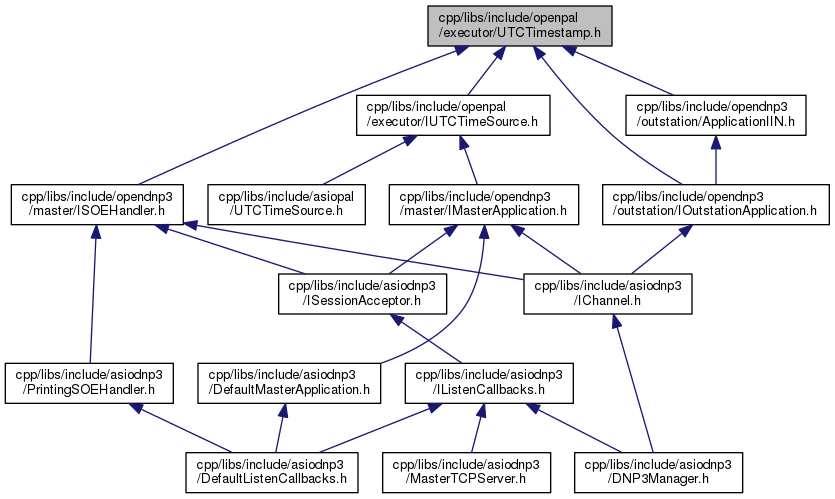 cpp/libs/include/openpal
/executor/UTCTimestamp.h
cpp/libs/include/openpal
/executor/IUTCTimeSource.h
cpp/libs/include/opendnp3
/outstation/ApplicationIIN.h
cpp/libs/include/opendnp3
/master/ISOEHandler.h
cpp/libs/include/asiopal
/UTCTimeSource.h
cpp/libs/include/opendnp3
/master/IMasterApplication.h
cpp/libs/include/opendnp3
/outstation/IOutstationApplication.h
cpp/libs/include/asiodnp3
/ISessionAcceptor.h
cpp/libs/include/asiodnp3
/IChannel.h
cpp/libs/include/asiodnp3
/PrintingSOEHandler.h
cpp/libs/include/asiodnp3
/DefaultMasterApplication.h
cpp/libs/include/asiodnp3
/IListenCallbacks.h
cpp/libs/include/asiodnp3
/DefaultListenCallbacks.h
cpp/libs/include/asiodnp3
/MasterTCPServer.h
cpp/libs/include/asiodnp3
/DNP3Manager.h